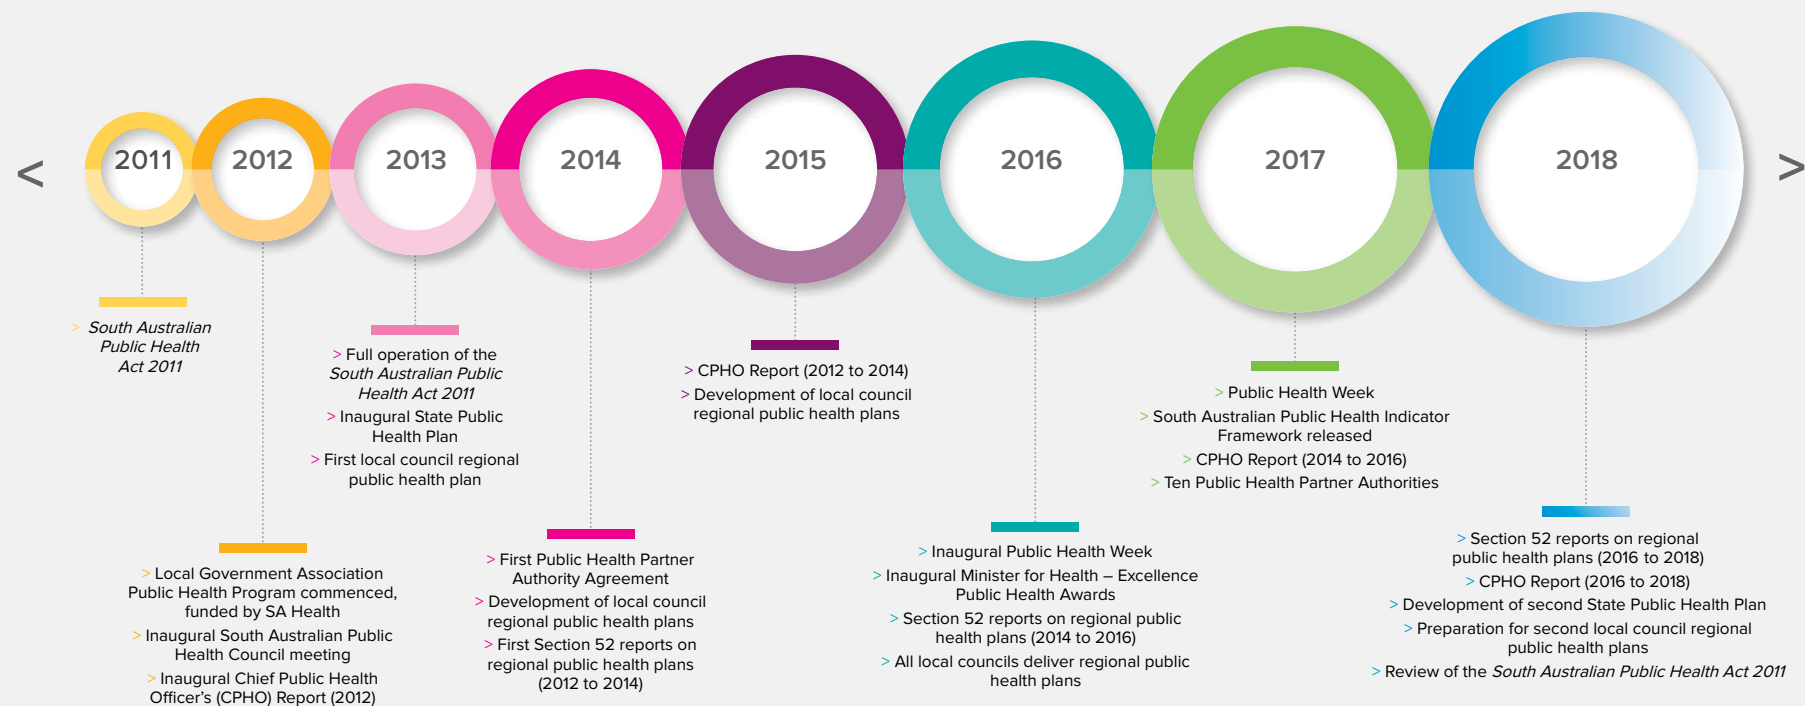 <
2011
2012
2013
2014
2015
2016
2017
2018
>
> South Australian
Public Health
Act 2011
> Local Government Association
Public Health Program commenced,
funded by SA Health
> Inaugural South Australian Public
Health Council meeting
> Inaugural Chief Public Health
Officer's (CPHO) Report (2012)
> Full operation of the
South Australian Public
Health Act 2011
> Inaugural State Public
Health Plan
> First local council regional
public health plan
> First Public Health Partner
Authority Agreement
> Development of local council
regional public health plans
> First Section 52 reports on
regional public health plans
(2012 to 2014)
> CPHO Report (2012 to 2014)
> Development of local council
regional public health plans
> Inaugural Public Health Week
> Inaugural Minister for Health – Excellence
Public Health Awards
> Section 52 reports on regional public
health plans (2014 to 2016)
> All local councils deliver regional public
health plans
> Public Health Week
> South Australian Public Health Indicator
Framework released
> CPHO Report (2014 to 2016)
> Ten Public Health Partner Authorities
> Section 52 reports on regional
public health plans (2016 to 2018)
> CPHO Report (2016 to 2018)
> Development of second State Public Health Plan
> Preparation for second local council regional
public health plans
> Review of the South Australian Public Health Act 2011